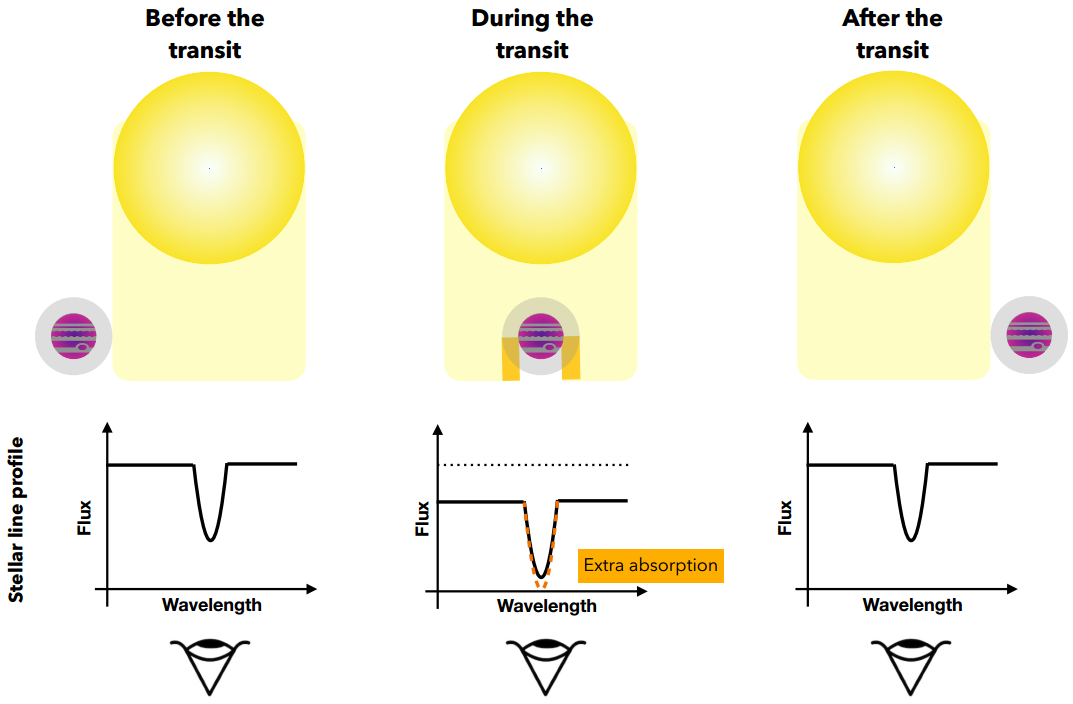 Before the
transit
During the
transit
After the
transit
Stellar line profile
Flux
Wavelength
Flux
Extra absorption
Wavelength
Flux
Wavelength